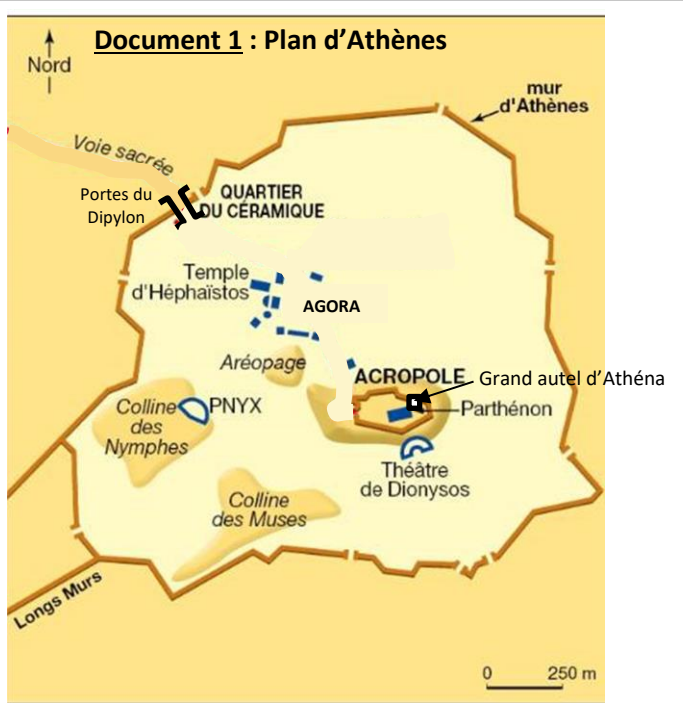 Document 1 : Plan d'Athènes
Nord
mur
d'Athènes
Voie sacrée
Portes du
Dipylon
QUARTIER
DU CÉRAMIQUE
Temple
d'Héphaïstos
AGORA
Aréopage
ACROPOLE
Grand autel d'Athéna
Colline
des
Nymphes
PNYX
Parthénon
Théâtre
de Dionysos
Colline
des Muses
Longs Murs
0 250 m